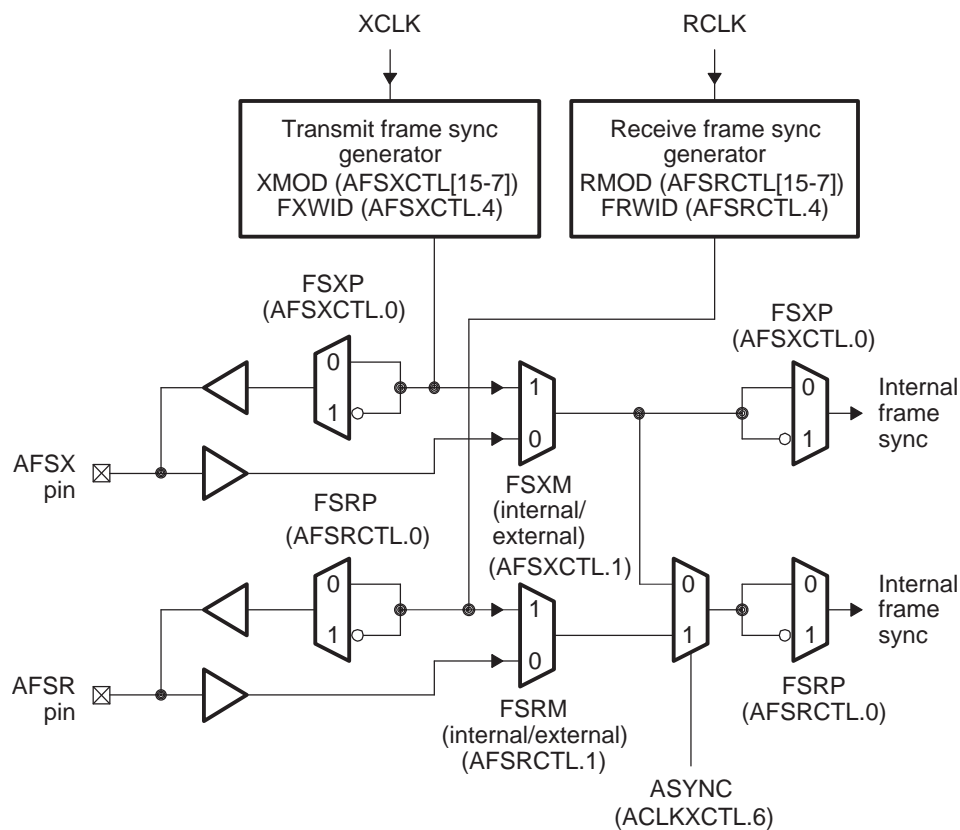 XCLK
RCLK
Transmit frame sync
generator
XMOD (AFSXCTL[15-7])
FXWID (AFSXCTL.4)
Receive frame sync
generator
RMOD (AFSRCTL[15-7])
FRWID (AFSRCTL.4)
FSXP
(AFSXCTL.0)
FSXP
(AFSXCTL.0)
0
1
1
0
0
1
Internal
frame
sync
AFSX
pin
FSXM
(internal/
external)
(AFSXCTL.1)
FSRP
(AFSRCTL.0)
0
1
1
0
0
1
0
1
Internal
frame
sync
AFSR
pin
FSRM
(internal/external)
(AFSRCTL.1)
FSRP
(AFSRCTL.0)
ASYNC
(ACLKXCTL.6)